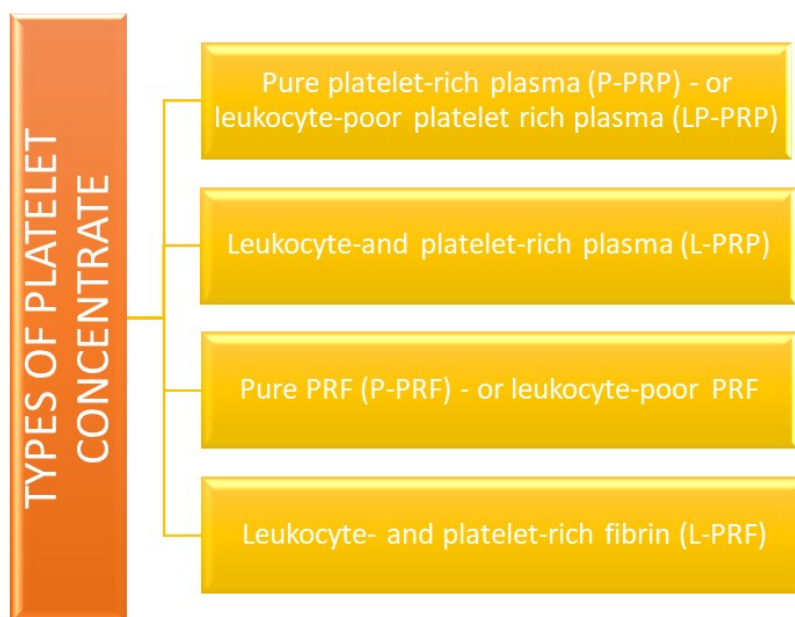 TYPES OF PLATELET
CONCENTRATE
Pure platelet-rich plasma (P-PRP) - or
leukocyte-poor platelet rich plasma (LP-PRP)
Leukocyte-and platelet-rich plasma (L-PRP)
Pure PRF (P-PRF) - or leukocyte-poor PRF
Leukocyte- and platelet-rich fibrin (L-PRF)